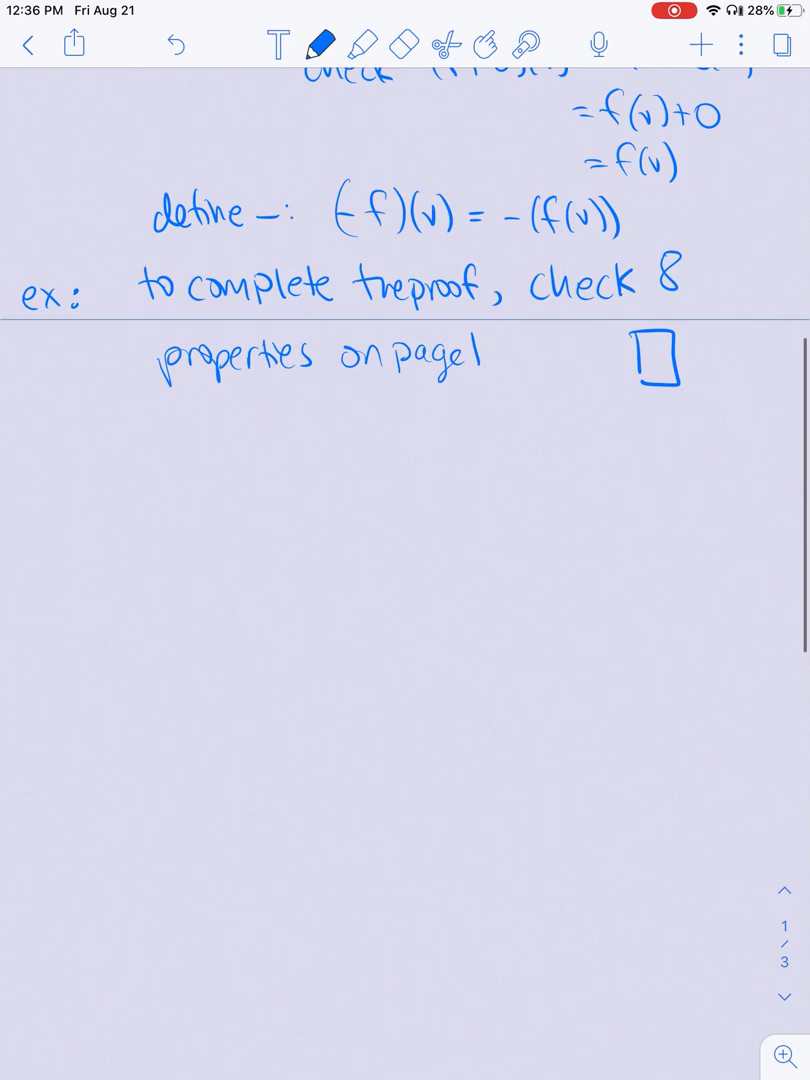 12:36 PM Fri Aug 21
28%
T
check
= f(v)+0
= f(v)
define -: (-f)(v) = -(f(v))
ex: to complete the proof, check 8
properties on page 1
1
/
3